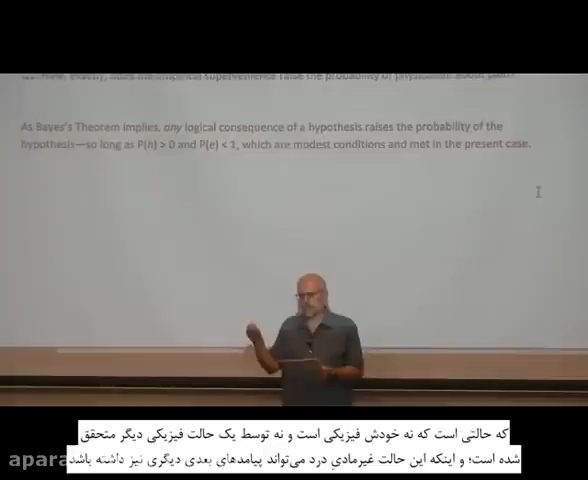 As Bayes's Theorem implies, any logical consequence of a hypothesis raises the probability of the
hypothesis—so long as P(h) > 0 and P(e) < 1, which are modest conditions and met in the present case.
که حالتی است که نه خودش فیزیکی است و نه توسط یک حالت فیزیکی دیگر متحقق
شده است؛ و اینکه این حالت غیرمادیِ درد می‌تواند پیامدهای بعدی دیگری نیز داشته باشد
apara